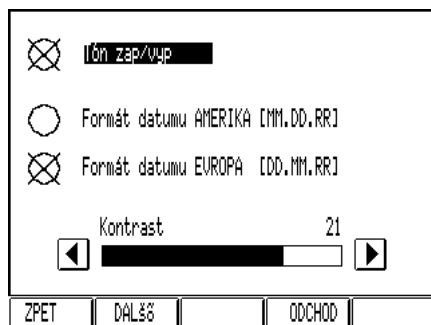 Tón zap/vyp
Formát datumu AMERIKA [MM.DD.RR]
Formát datumu EVROPA [DD.MM.RR]
Kontrast 21
ZPET DALšš ODCHOD